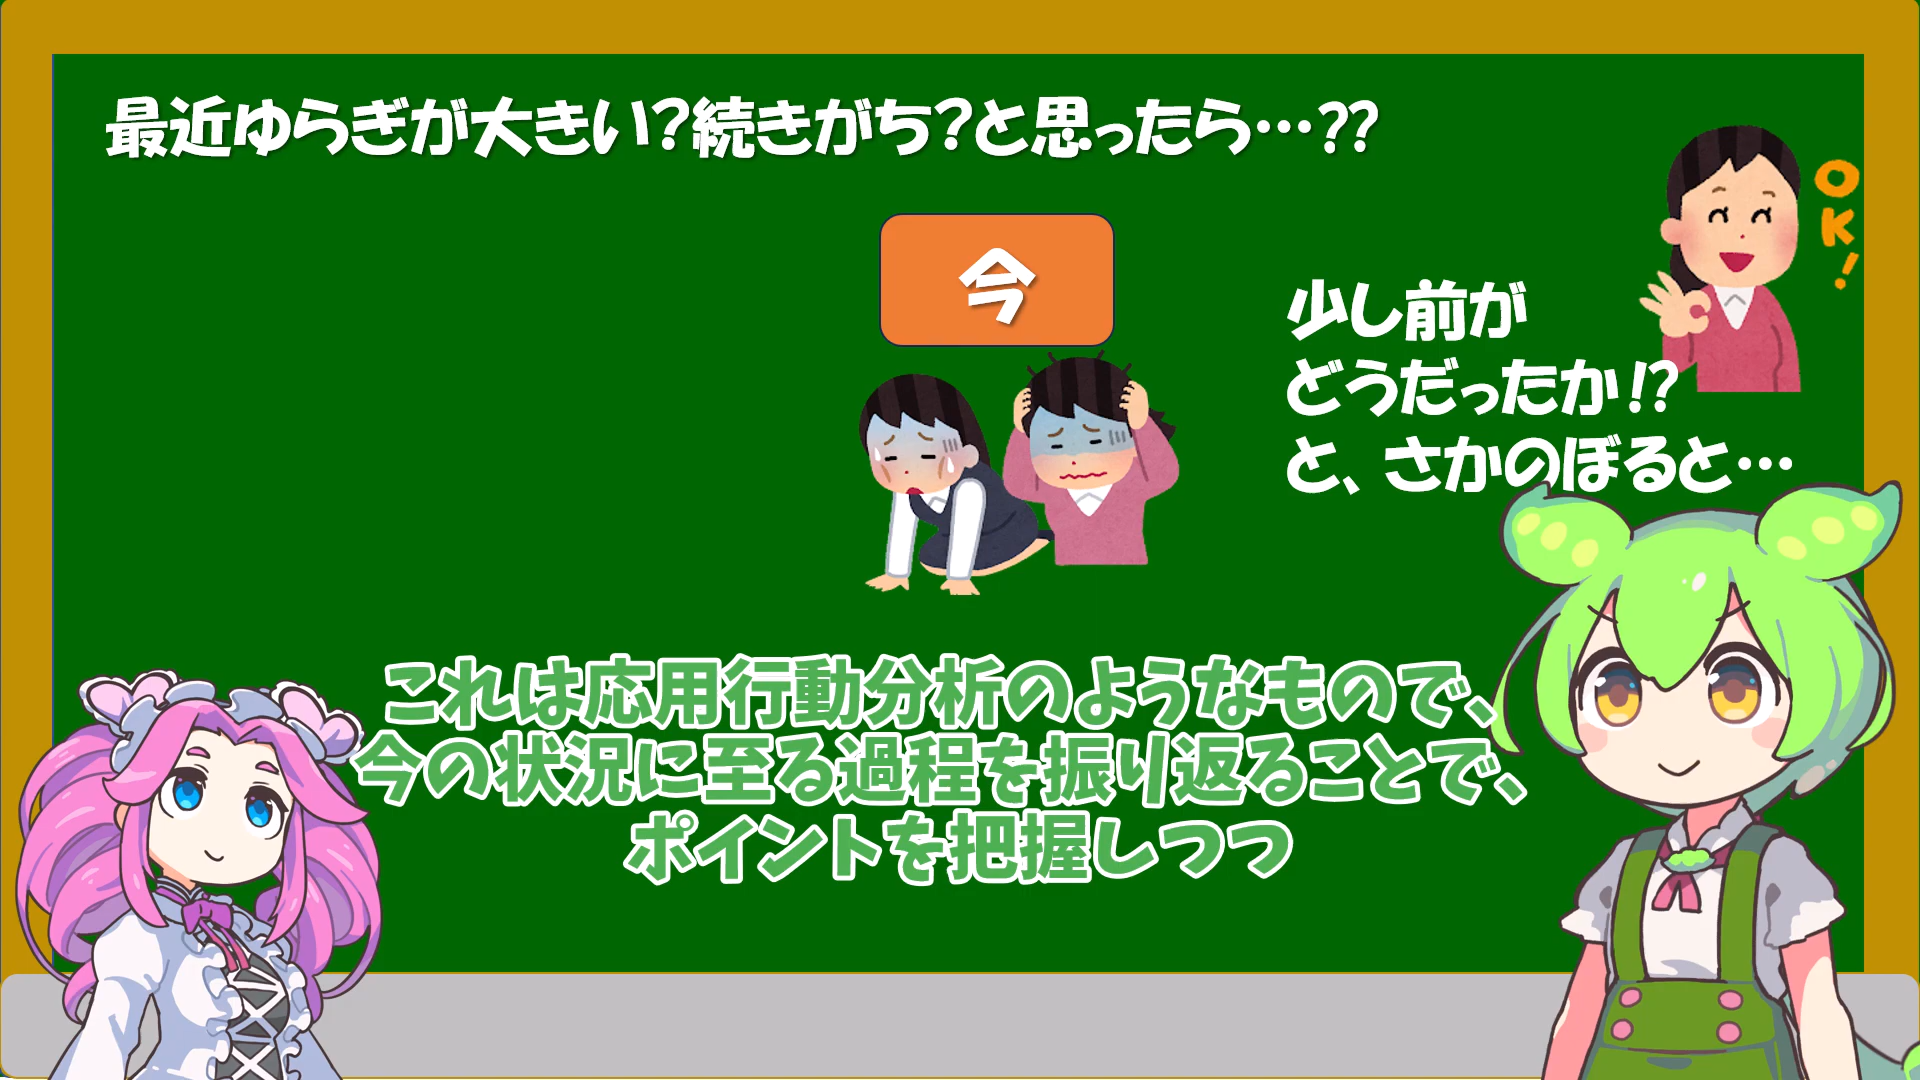 最近ゆらぎが大きい?続きがち?と思ったら…??
今
OK!
少し前が
どうだったか!?
と、さかのぼると…
これは応用行動分析のようなもので、
今の状況に至る過程を振り返ることで、
ポイントを把握しつつ